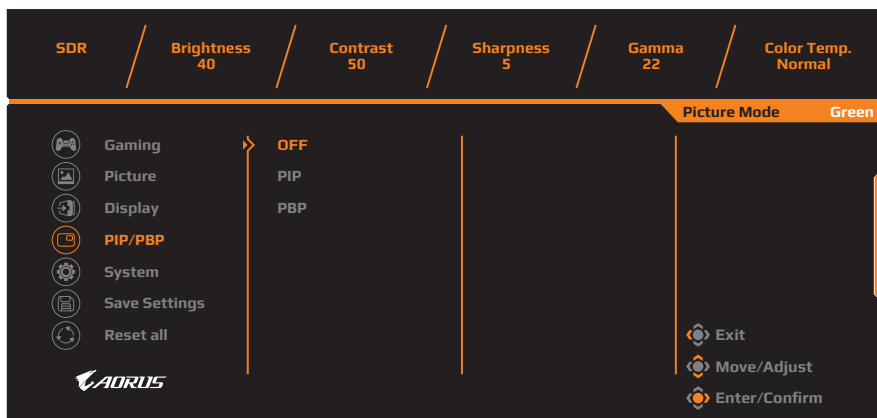 SDR
Brightness
40
Contrast
50
Sharpness
5
Gamma
22
Color Temp.
Normal
Picture Mode Green
Gaming
Picture
Display
PIP/PBP
System
Save Settings
Reset all
OFF
PIP
PBP
Exit
Move/Adjust
Enter/Confirm
AORUS